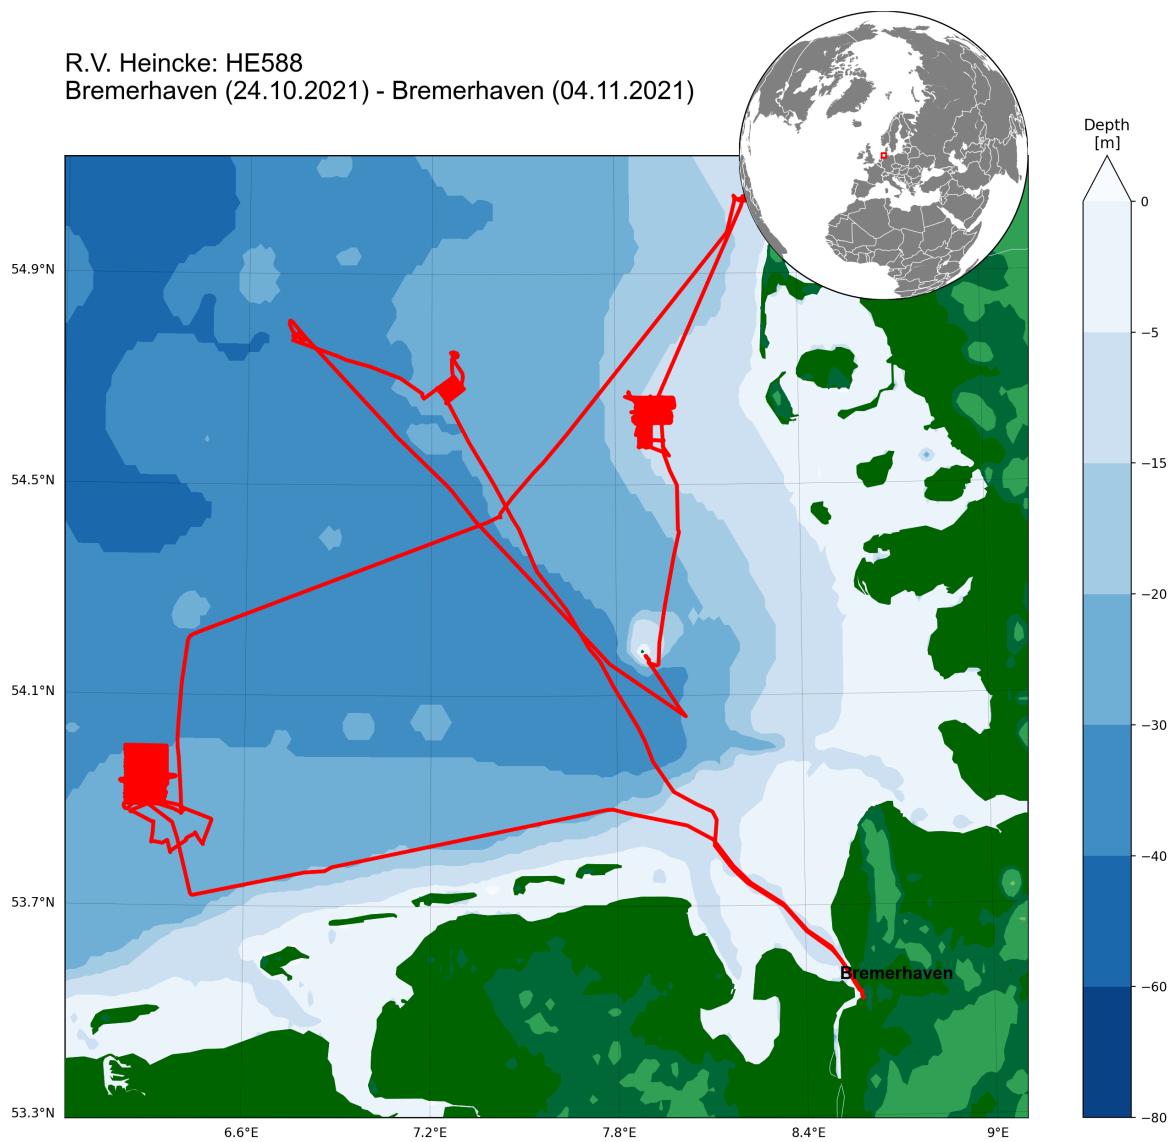 R.V. Heincke: HE588
Bremerhaven (24.10.2021) - Bremerhaven (04.11.2021)
Depth
[m]
0
−5
−15
−20
−30
−40
−60
−80
54.9°N
54.5°N
54.1°N
53.7°N
53.3°N
Bremerhaven
6.6°E
7.2°E
7.8°E
8.4°E
9°E